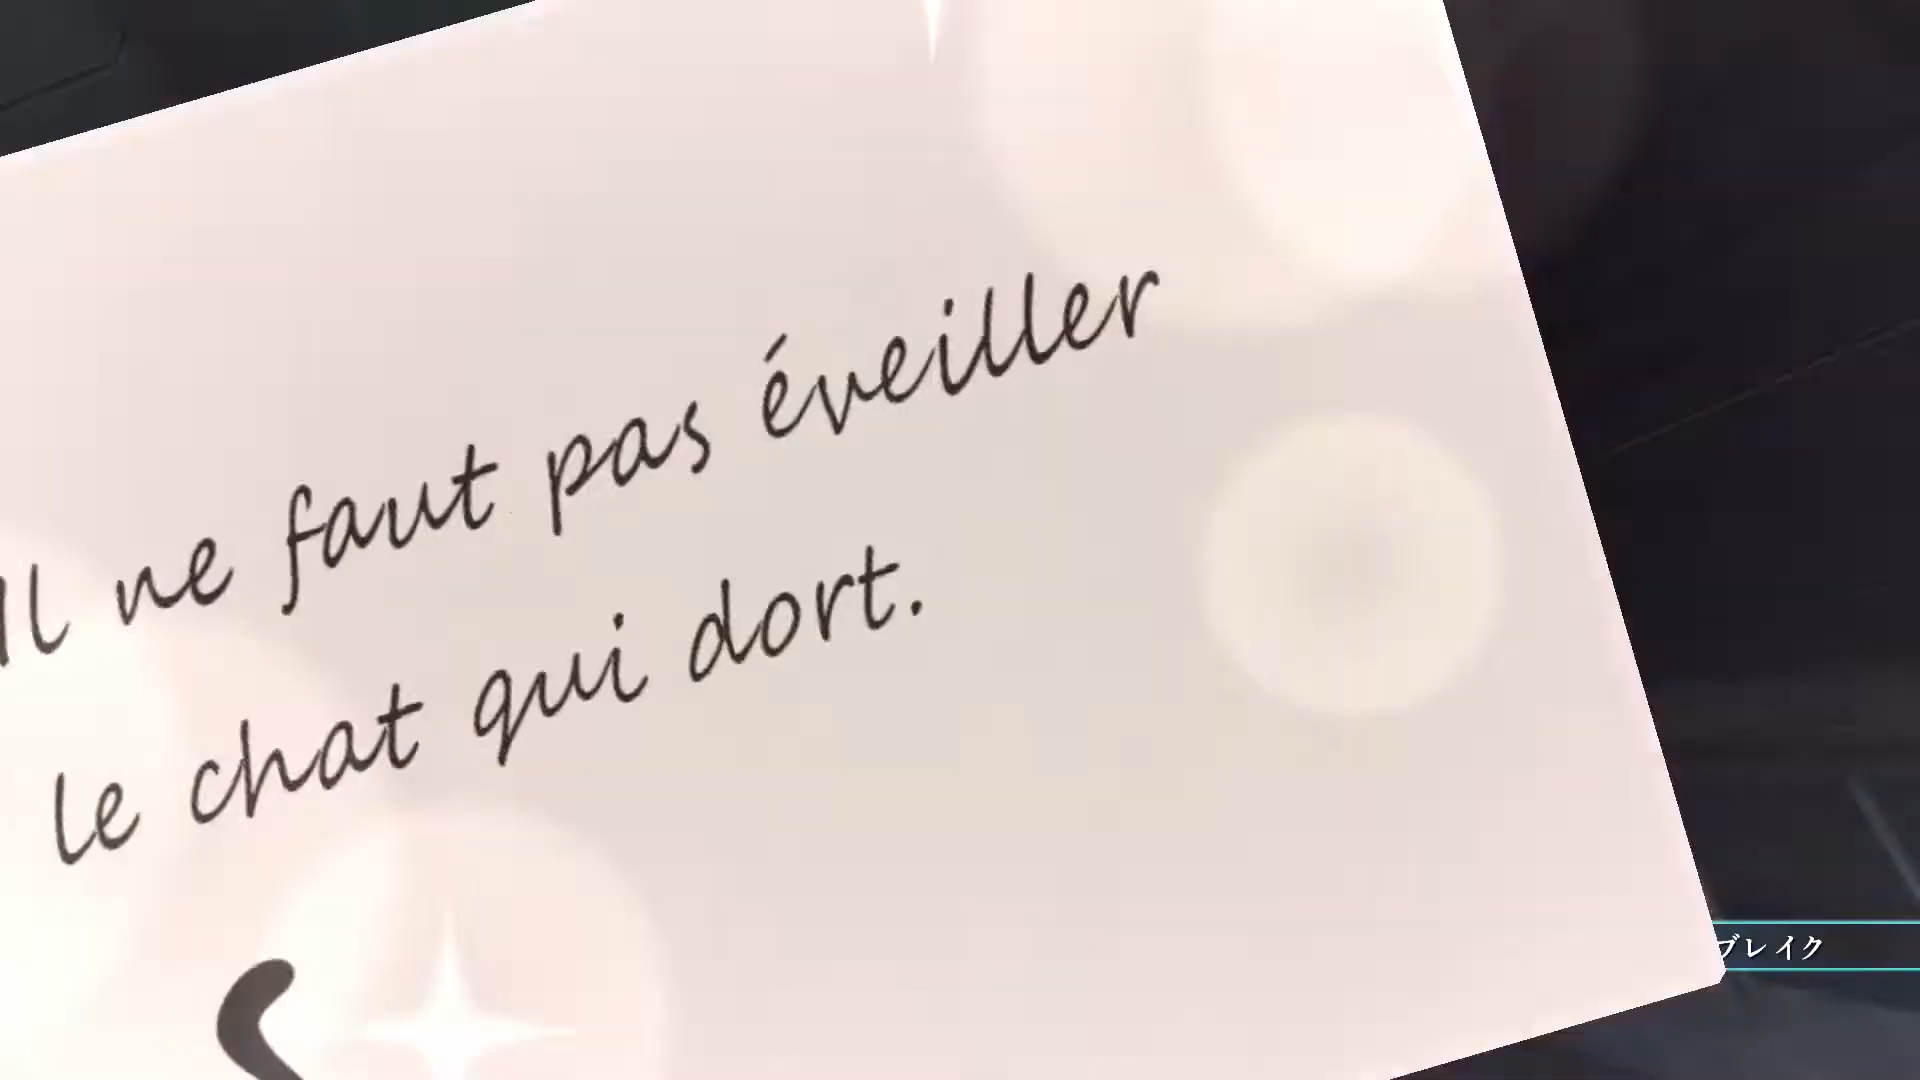 Il ne faut pas éveiller
le chat qui dort.
ブレイク